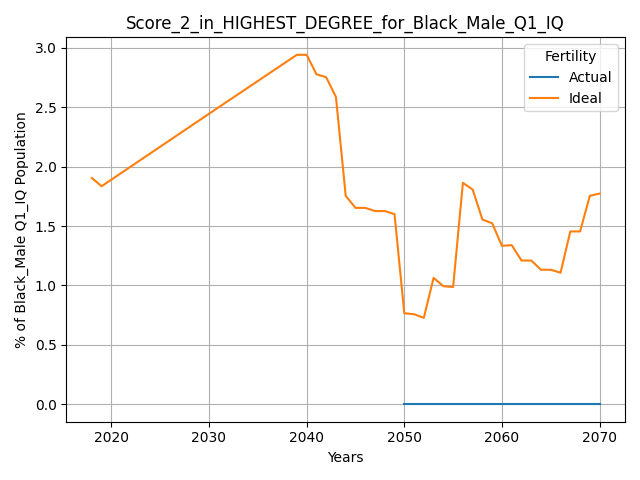 Score_2_in_HIGHEST_DEGREE_for_Black_Male_Q1_IQ
Fertility
Actual
Ideal
% of Black_Male Q1_IQ Population
3.0
2.5
2.0
1.5
1.0
0.5
0.0
2020 2030 2040 2050 2060 2070
Years